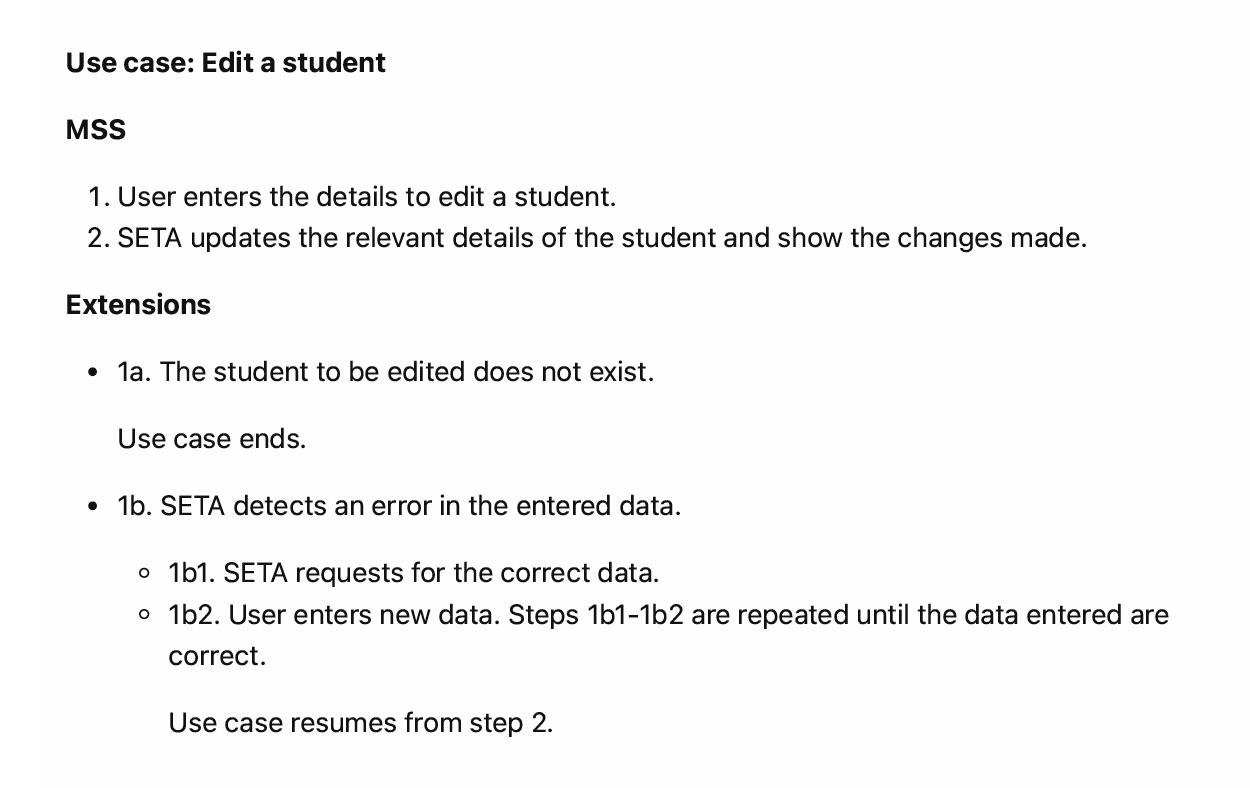 Use case: Edit a student
MSS
1. User enters the details to edit a student.
2. SETA updates the relevant details of the student and show the changes made.
Extensions
• 1a. The student to be edited does not exist.
Use case ends.
• 1b. SETA detects an error in the entered data.
◦ 1b1. SETA requests for the correct data.
◦ 1b2. User enters new data. Steps 1b1-1b2 are repeated until the data entered are
correct.
Use case resumes from step 2.